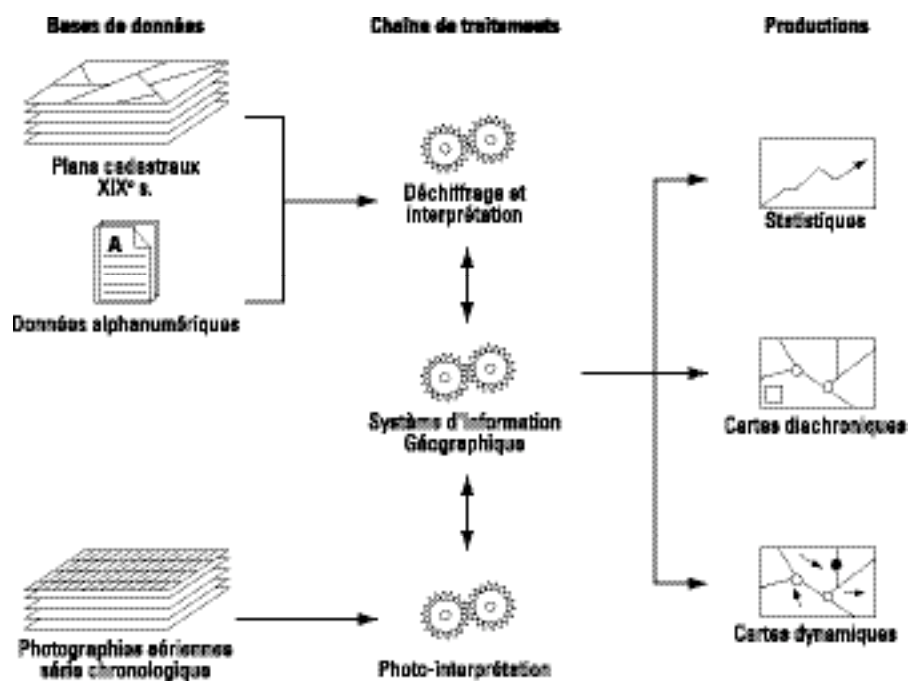 Bases de données
Chaîne de traitements
Productions
Plans cadastraux
XIXᵉ s.
A
Données alphanumériques
Photographies aériennes
série chronologique
Déchiffrage et
interprétation
Système d'Information
Géographique
Photo-interprétation
Statistiques
Cartes diachroniques
Cartes dynamiques